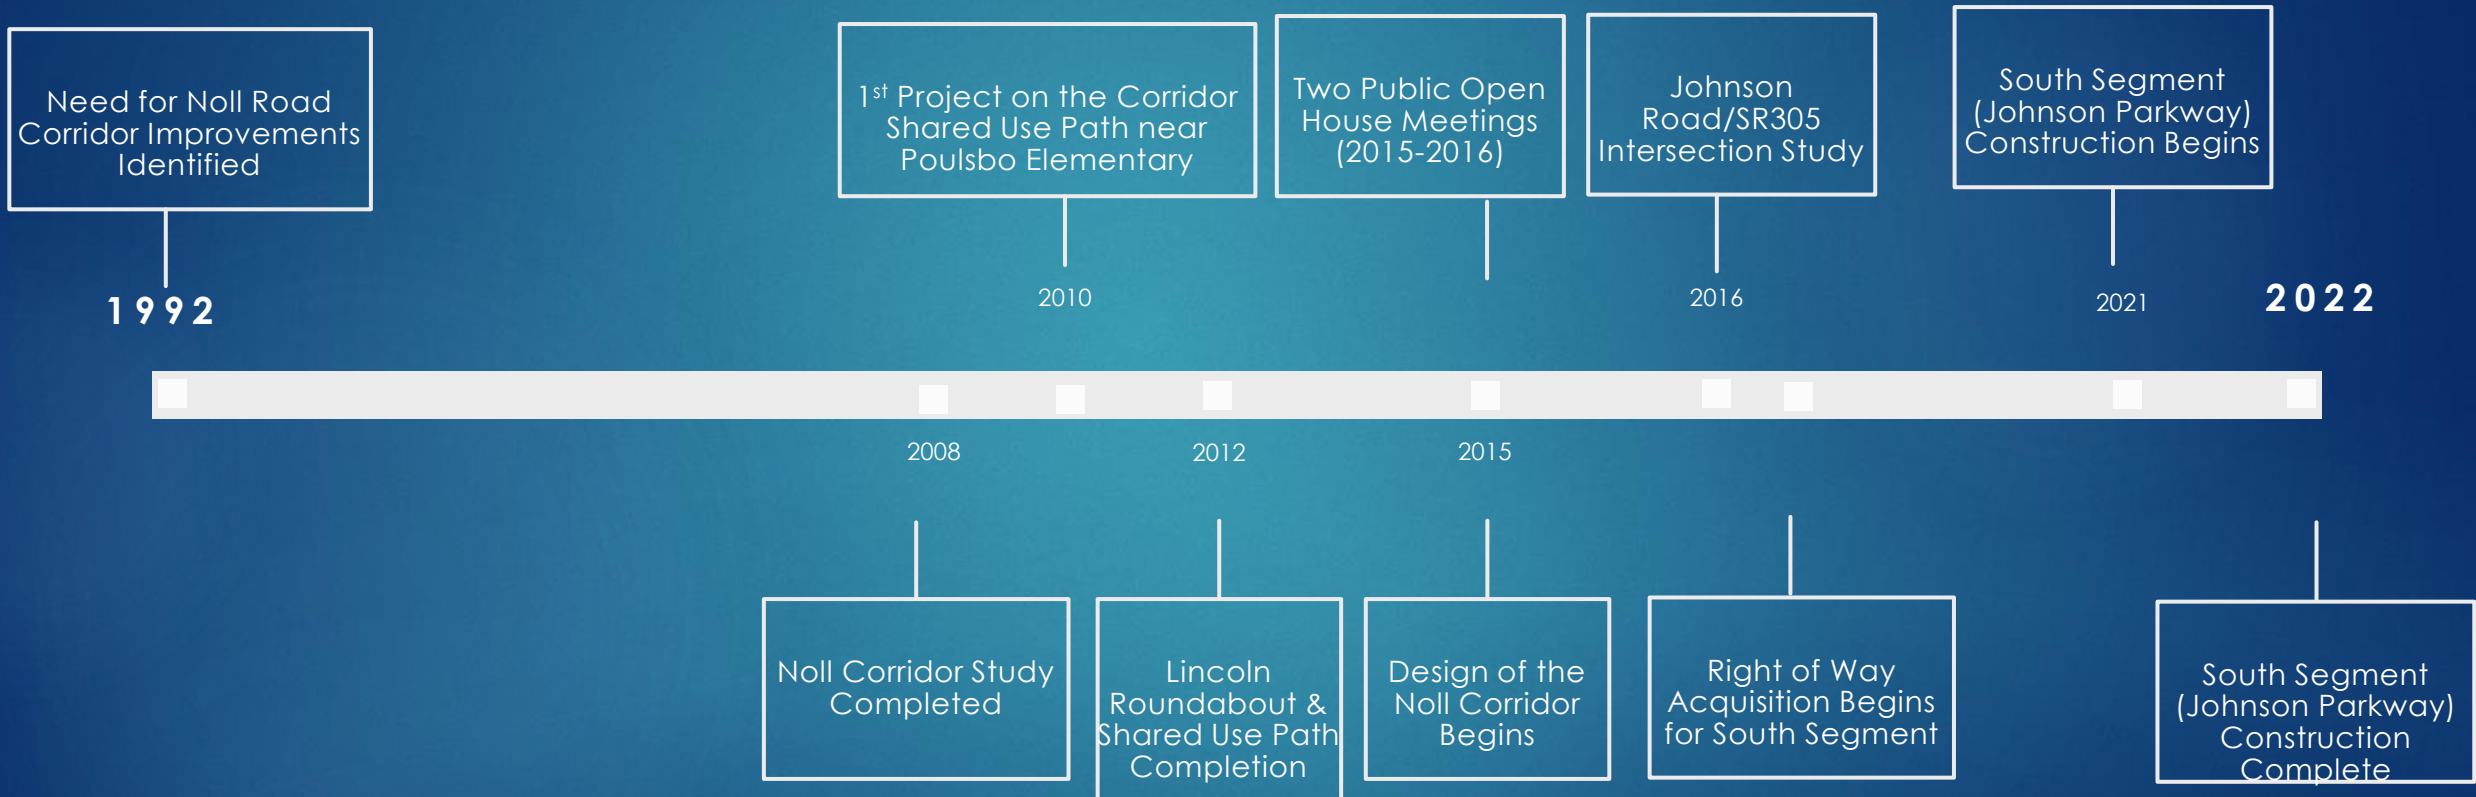 Need for Noll Road
Corridor Improvements
Identified
1992
1st Project on the Corridor
Shared Use Path near
Poulsbo Elementary
2010
Two Public Open
House Meetings
(2015-2016)
Johnson
Road/SR305
Intersection Study
2016
South Segment
(Johnson Parkway)
Construction Begins
2021
2022
2008
Noll Corridor Study
Completed
2012
Lincoln
Roundabout &
Shared Use Path
Completion
2015
Design of the
Noll Corridor
Begins
Right of Way
Acquisition Begins
for South Segment
South Segment
(Johnson Parkway)
Construction
Complete